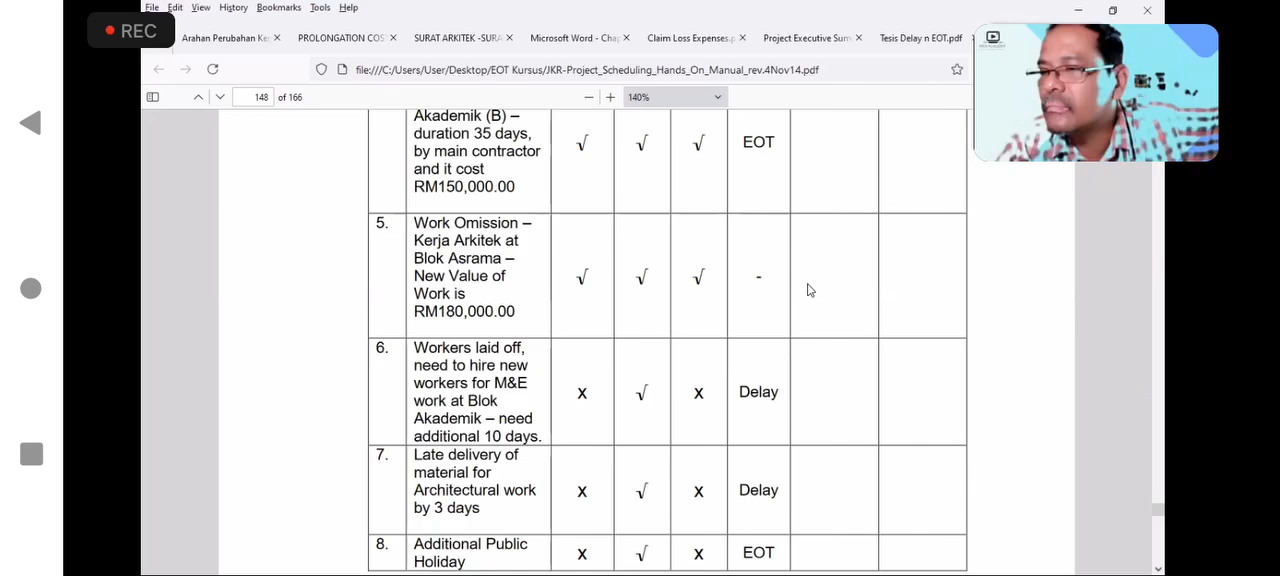 File Edit View History Bookmarks Tools Help
REC
Arahan Perubahan Ke
PROLONGATION COS
SURAT ARKITEK -SURA
Microsoft Word - Chap
Claim Loss Expenses.p
Project Executive Sum
Tesis Delay n EOT.pdf
file:///C:/Users/User/Desktop/EOT Kursus/JKR-Project_Scheduling_Hands_On_Manual_rev.4Nov14.pdf
148 of 166
140%
Akademik (B) –
duration 35 days,
by main contractor
and it cost
RM150,000.00
√ √ √ EOT
5. Work Omission –
Kerja Arkitek at
Blok Asrama –
New Value of
Work is
RM180,000.00
√ √ √ -
6. Workers laid off,
need to hire new
workers for M&E
work at Blok
Akademik – need
additional 10 days.
x √ x Delay
7. Late delivery of
material for
Architectural work
by 3 days
x √ x Delay
8. Additional Public
Holiday
x √ x EOT